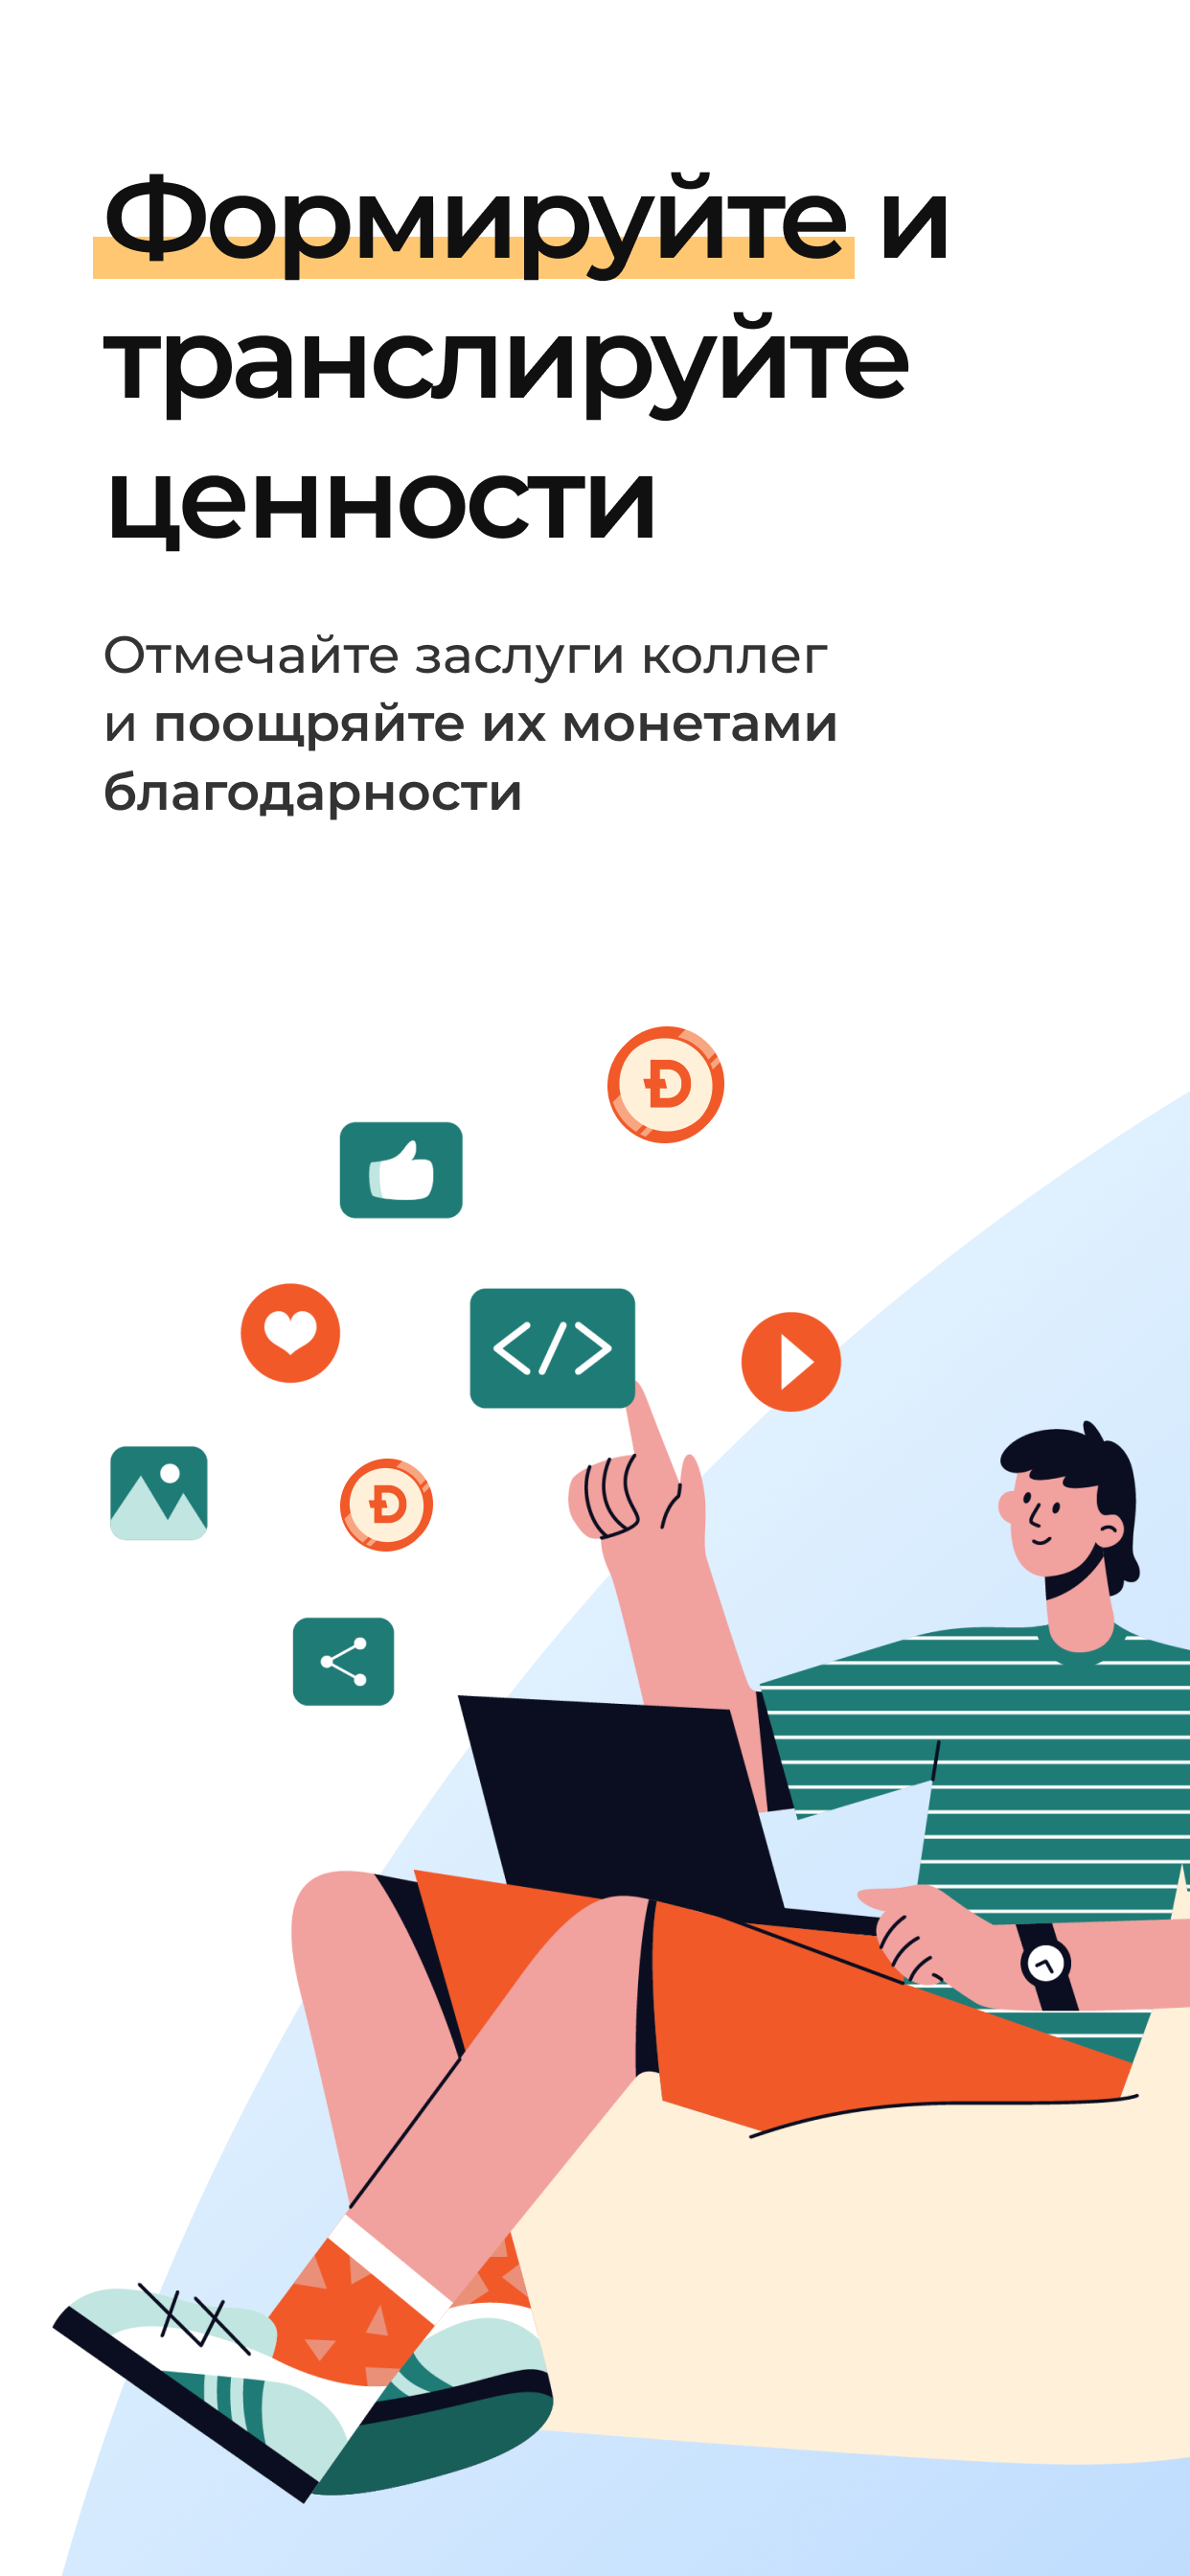 Формируйте и
транслируйте
ценности
Отмечайте заслуги коллег
и поощряйте их монетами
благодарности
Đ
</>
Đ